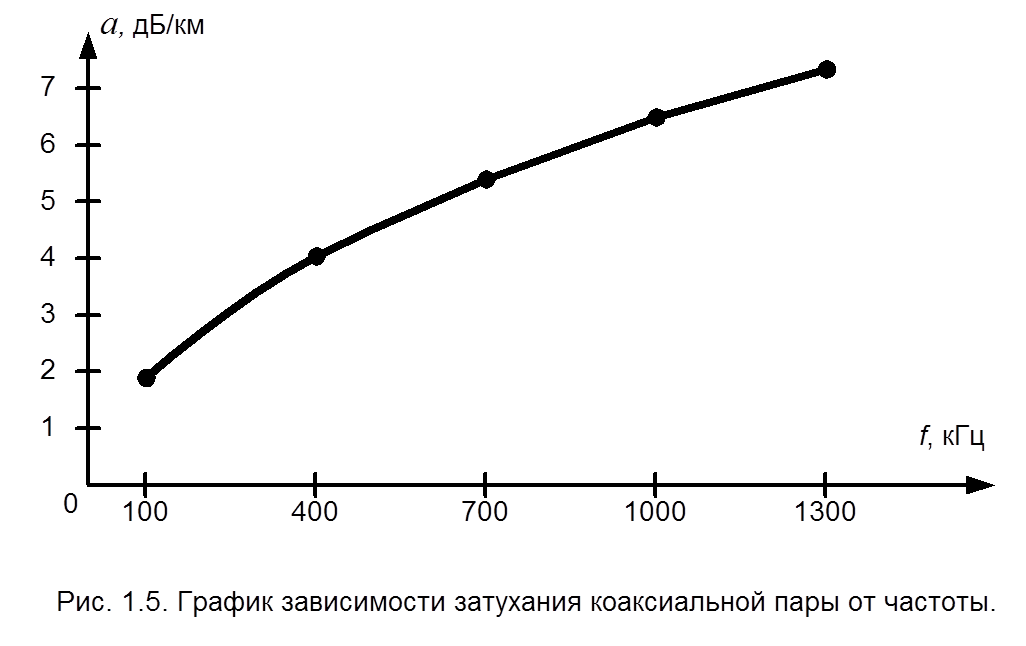 a, дБ/км
7
6
5
4
3
2
1
f, кГц
0
100 400 700 1000 1300
Рис. 1.5. График зависимости затухания коаксиальной пары от частоты.